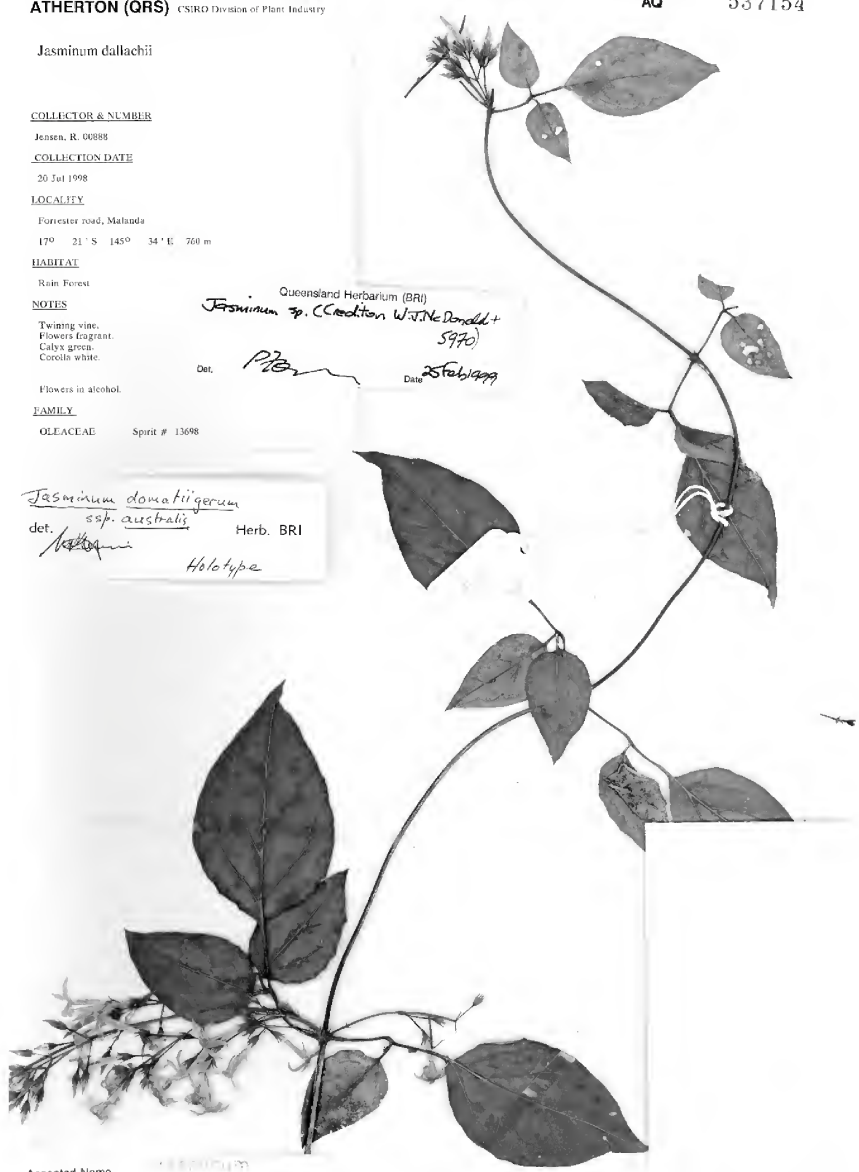 ATHERTON (QRS) CSIRO Division of Plant Industry
AQ 537154
Jasminum dallachii
COLLECTOR & NUMBER
Jensen, R. 00888
COLLECTION DATE
20 Jul 1998
LOCALITY
Forrester road, Malanda
17° 21 ' S 145° 34 ' E 760 m
HABITAT
Rain Forest
NOTES
Twining vine.
Flowers fragrant.
Calyx green.
Corolla white.
Flowers in alcohol.
FAMILY
OLEACEAE Spirit # 13698
Queensland Herbarium (BRI)
Jasminum sp. (Crediton W.J.McDonald+
5970)
Det. Date 25 Feb 1999
Jasminum domatiigerum
ssp. australis
det. Herb. BRI
Holotype
Accepted Name